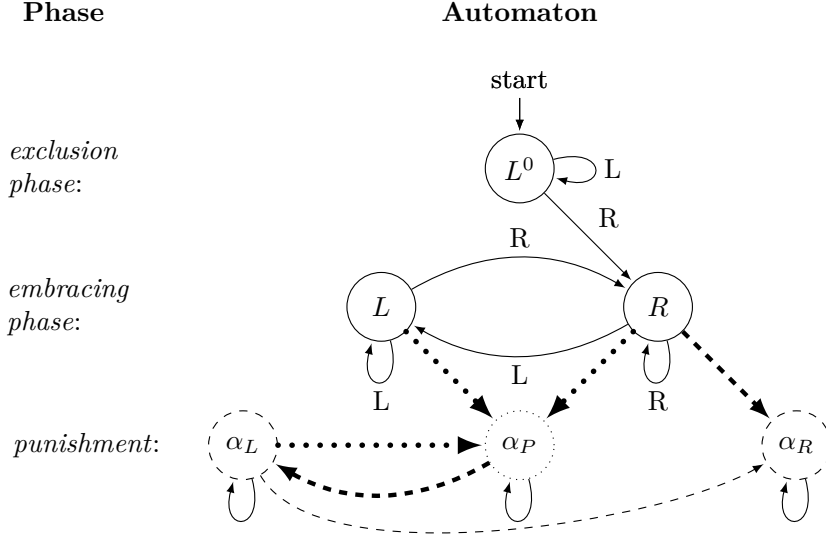 Phase Automaton
start
exclusion
phase:
L⁰ L
R
R
embracing
phase:
L R
L
L R
punishment:
α_L α_P α_R